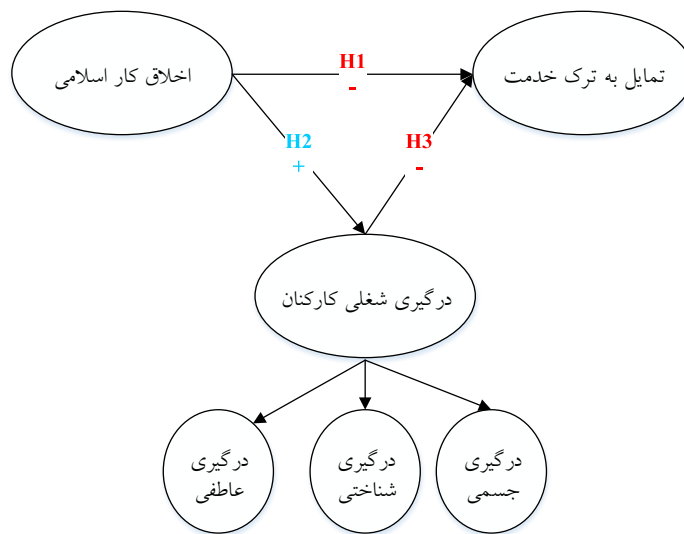 اخلاق کار اسلامی
H1
-
تمایل به ترک خدمت
H2
+
H3
-
درگیری شغلی کارکنان
درگیری
جسمی
درگیری
شناختی
درگیری
عاطفی